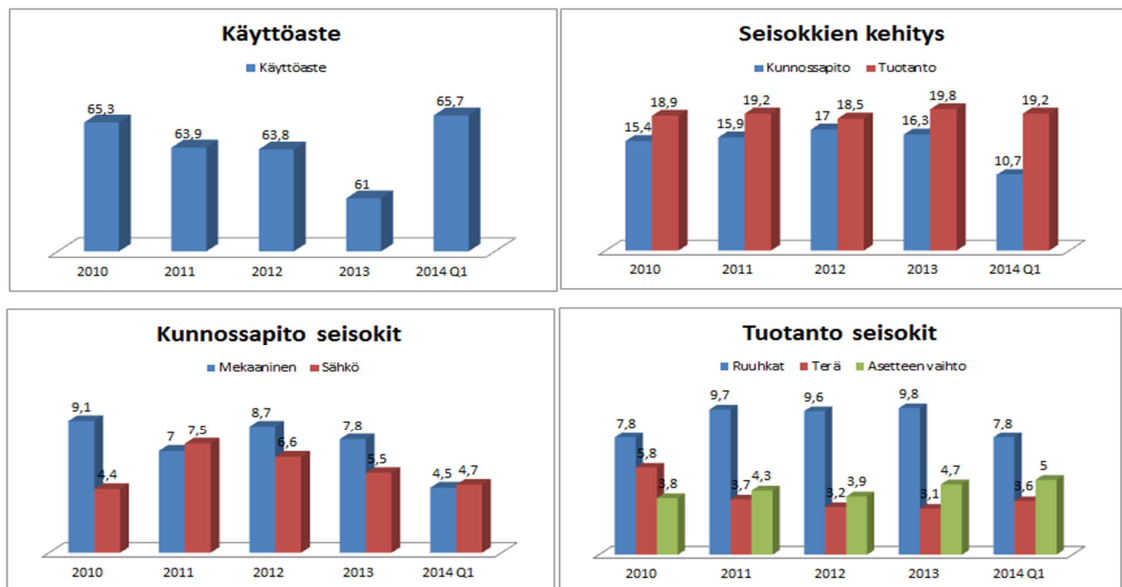 Käyttöaste
Käyttöaste
65,3
63,9
63,8
61
65,7
2010 2011 2012 2013 2014 Q1
Seisokkien kehitys
Kunnossapito Tuotanto
15,4 18,9 15,9 19,2 17 18,5 16,3 19,8 10,7 19,2
2010 2011 2012 2013 2014 Q1
Kunnossapito seisokit
Mekaaninen Sähkö
9,1 4,4 7 7,5 8,7 6,6 7,8 5,5 4,5 4,7
2010 2011 2012 2013 2014 Q1
Tuotanto seisokit
Ruuhkat Terä Asetteen vaihto
7,8 5,8 3,8 9,7 3,7 4,3 9,6 3,2 3,9 9,8 3,1 4,7 7,8 3,6 5
2010 2011 2012 2013 2014 Q1